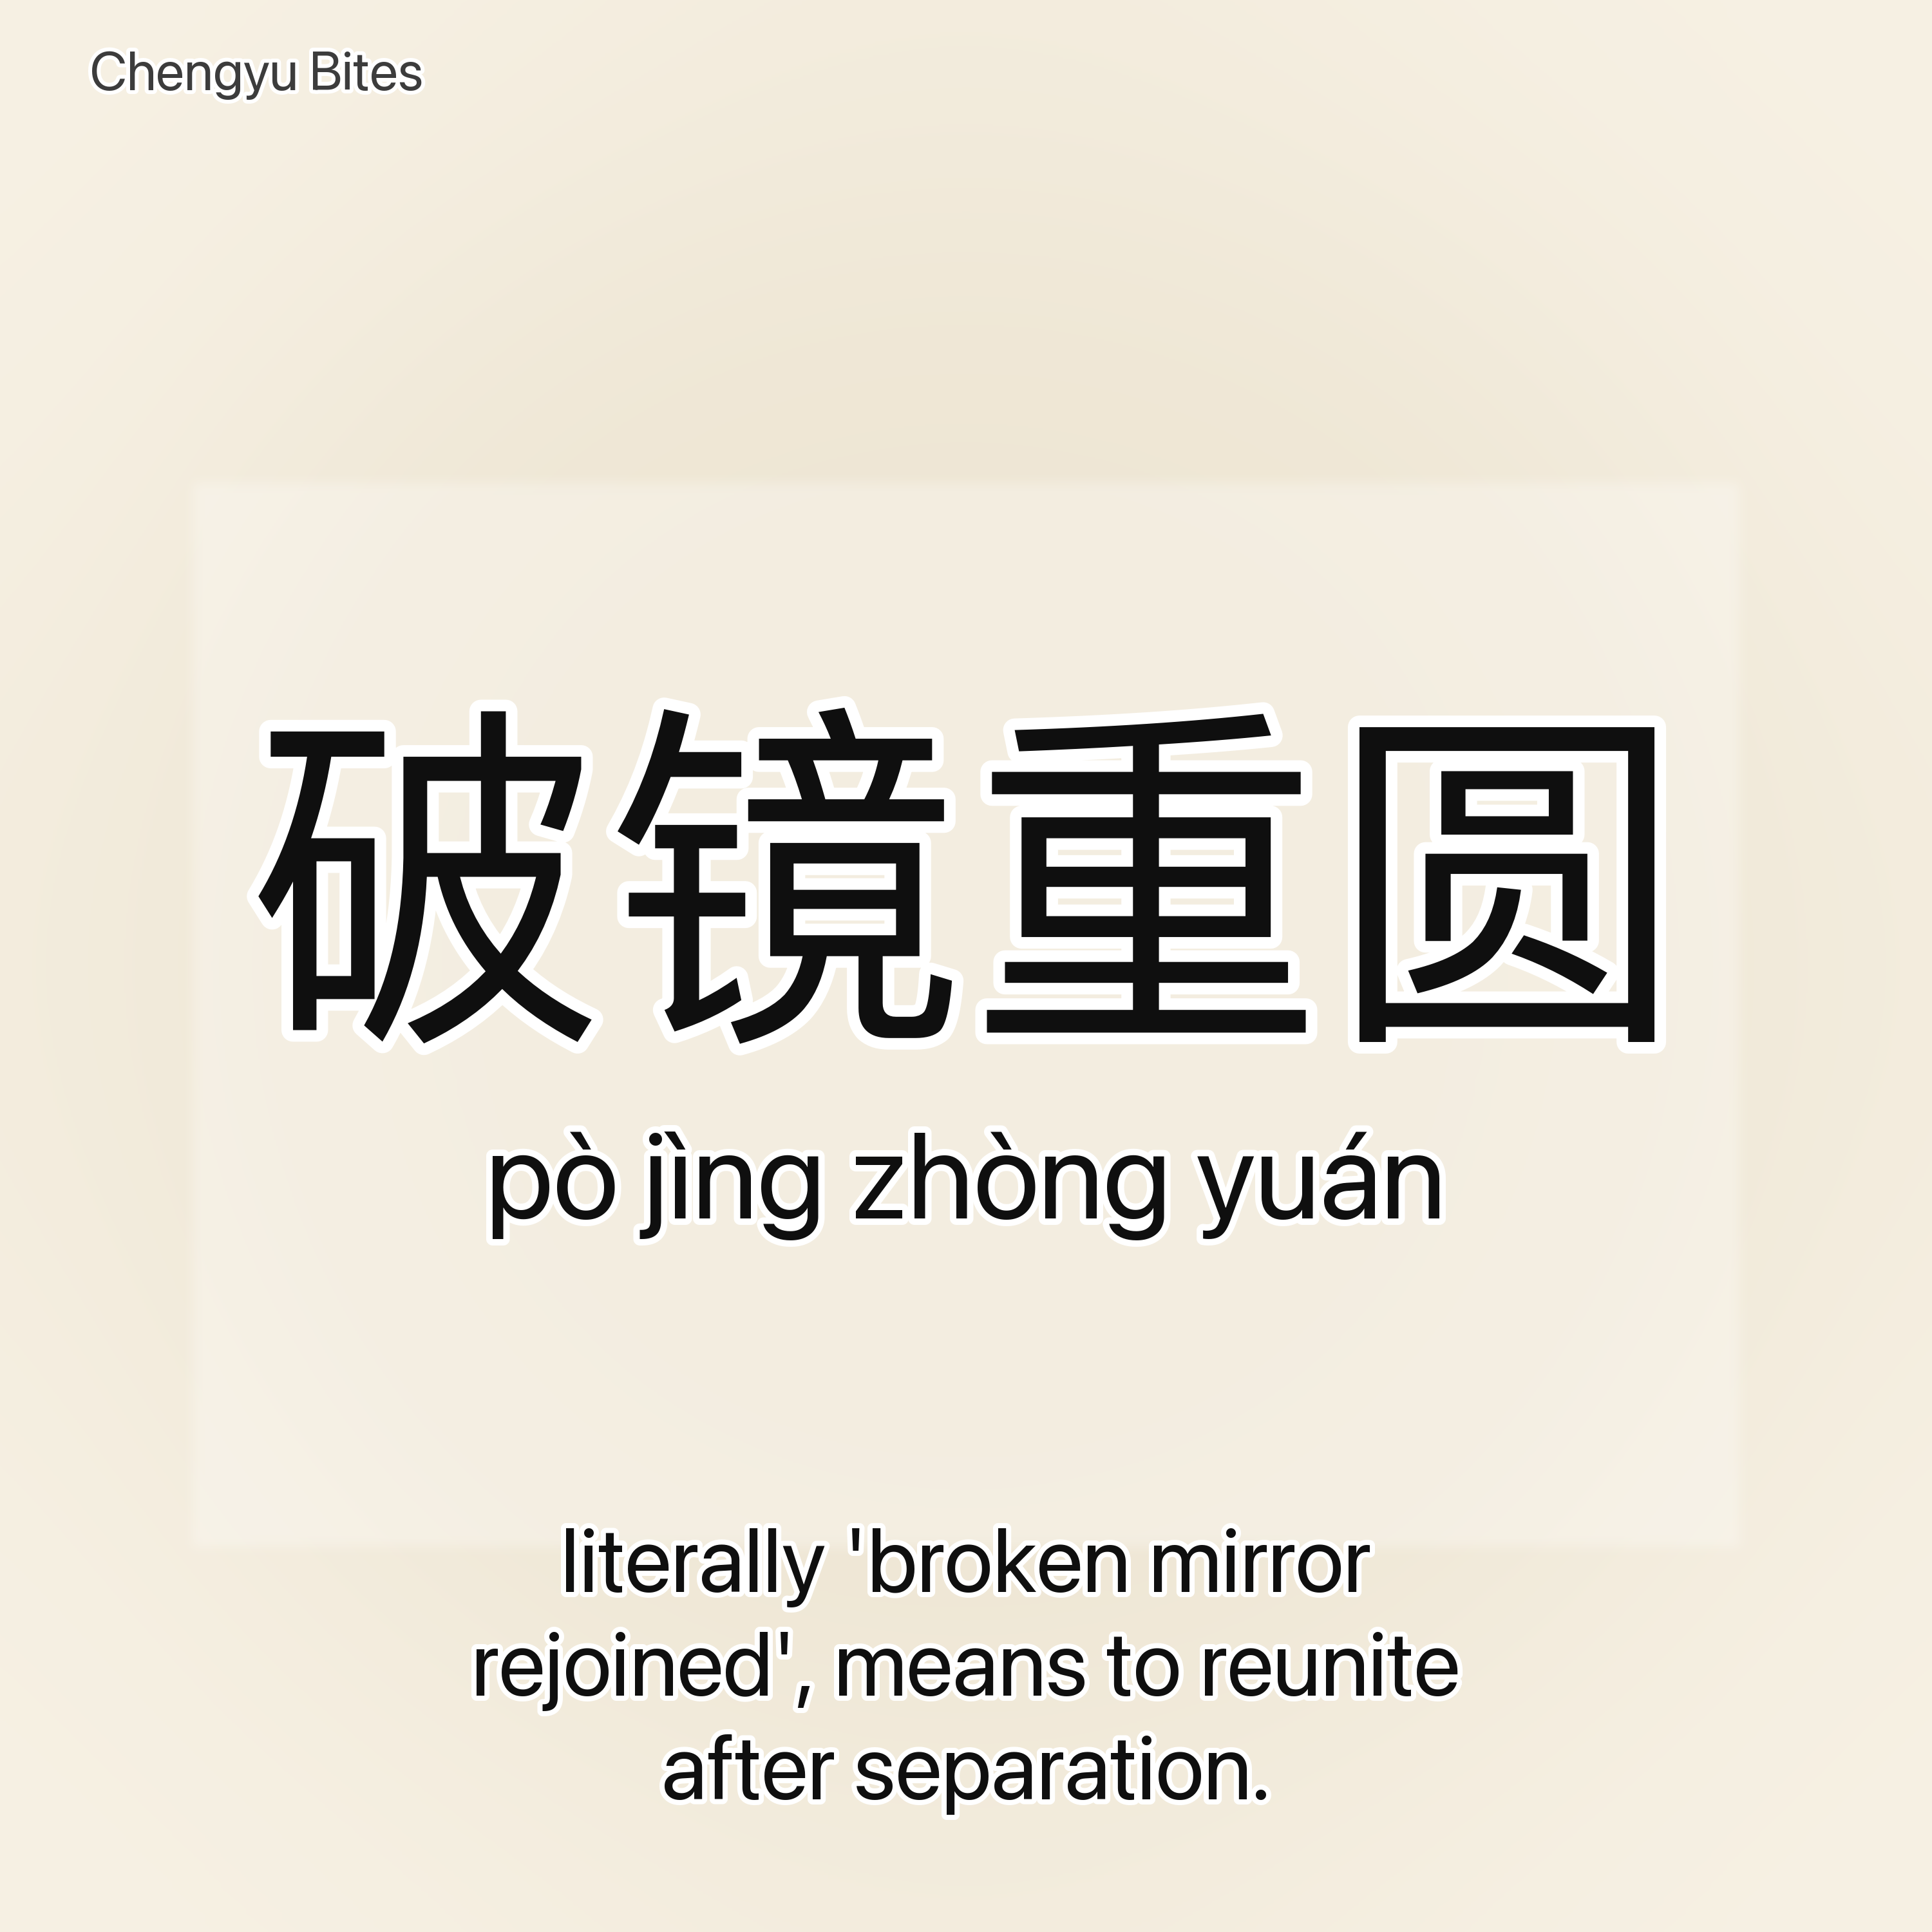 Chengyu Bites
破镜重圆
pò jìng zhòng yuán
literally 'broken mirror
rejoined', means to reunite
after separation.